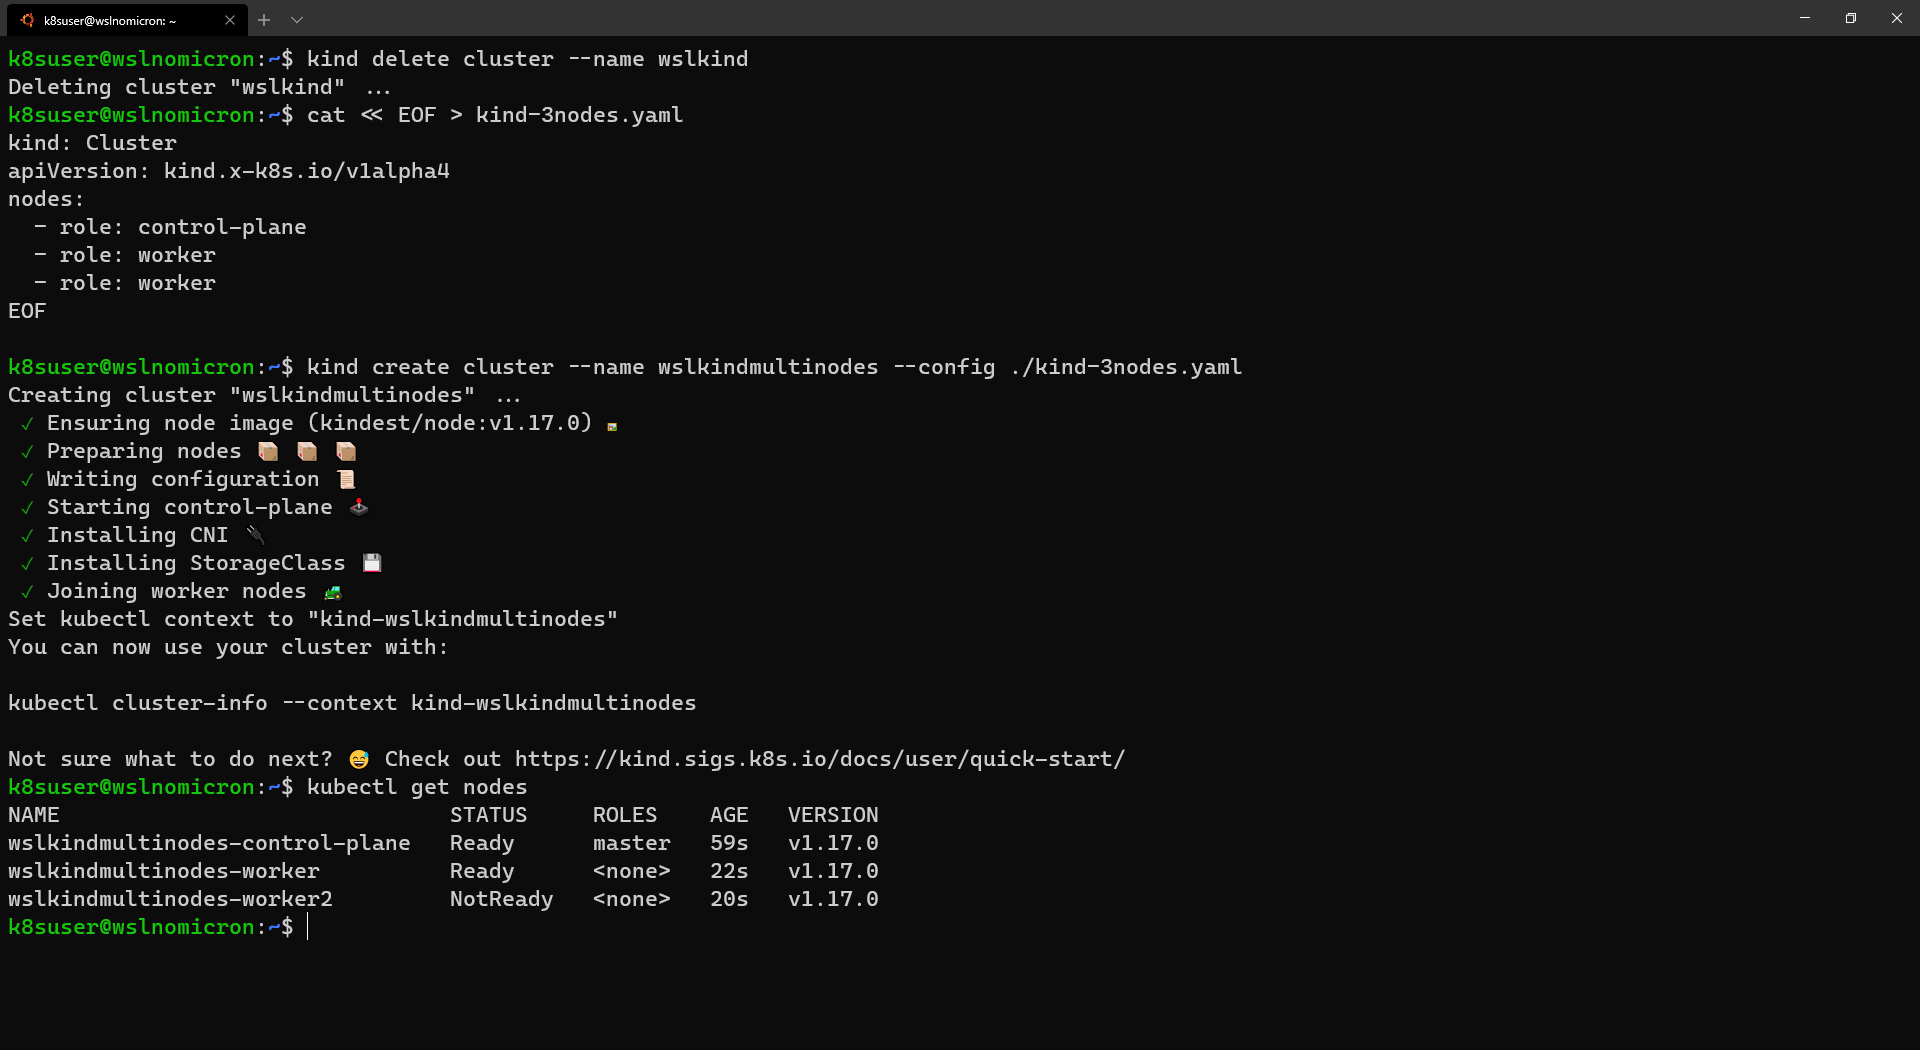 k8suser@wslnomicron: ~
k8suser@wslnomicron:~$ kind delete cluster --name wslkind
Deleting cluster "wslkind" ...
k8suser@wslnomicron:~$ cat << EOF > kind-3nodes.yaml
kind: Cluster
apiVersion: kind.x-k8s.io/v1alpha4
nodes:
  - role: control-plane
  - role: worker
  - role: worker
EOF
k8suser@wslnomicron:~$ kind create cluster --name wslkindmultinodes --config ./kind-3nodes.yaml
Creating cluster "wslkindmultinodes" ...
 ✓ Ensuring node image (kindest/node:v1.17.0) 🖼
 ✓ Preparing nodes 📦 📦 📦
 ✓ Writing configuration 📜
 ✓ Starting control-plane 🕹️
 ✓ Installing CNI 🔌
 ✓ Installing StorageClass 💾
 ✓ Joining worker nodes 🚜
Set kubectl context to "kind-wslkindmultinodes"
You can now use your cluster with:
kubectl cluster-info --context kind-wslkindmultinodes
Not sure what to do next? 😅 Check out https://kind.sigs.k8s.io/docs/user/quick-start/
k8suser@wslnomicron:~$ kubectl get nodes
NAME                              STATUS     ROLES    AGE   VERSION
wslkindmultinodes-control-plane   Ready      master   59s   v1.17.0
wslkindmultinodes-worker          Ready      <none>   22s   v1.17.0
wslkindmultinodes-worker2         NotReady   <none>   20s   v1.17.0
k8suser@wslnomicron:~$